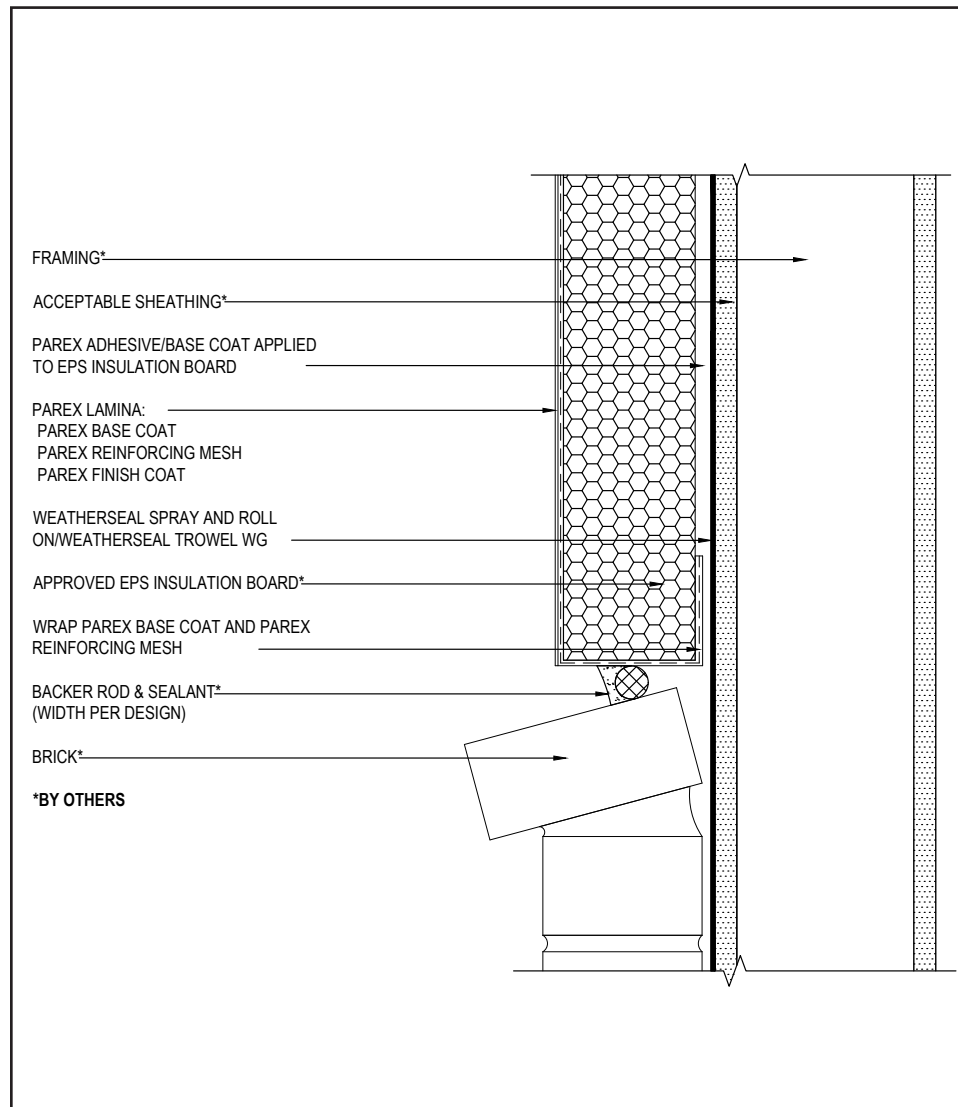 FRAMING*
ACCEPTABLE SHEATHING*
PAREX ADHESIVE/BASE COAT APPLIED
TO EPS INSULATION BOARD
PAREX LAMINA:
PAREX BASE COAT
PAREX REINFORCING MESH
PAREX FINISH COAT
WEATHERSEAL SPRAY AND ROLL
ON/WEATHERSEAL TROWEL WG
APPROVED EPS INSULATION BOARD*
WRAP PAREX BASE COAT AND PAREX
REINFORCING MESH
BACKER ROD & SEALANT*
(WIDTH PER DESIGN)
BRICK*
*BY OTHERS